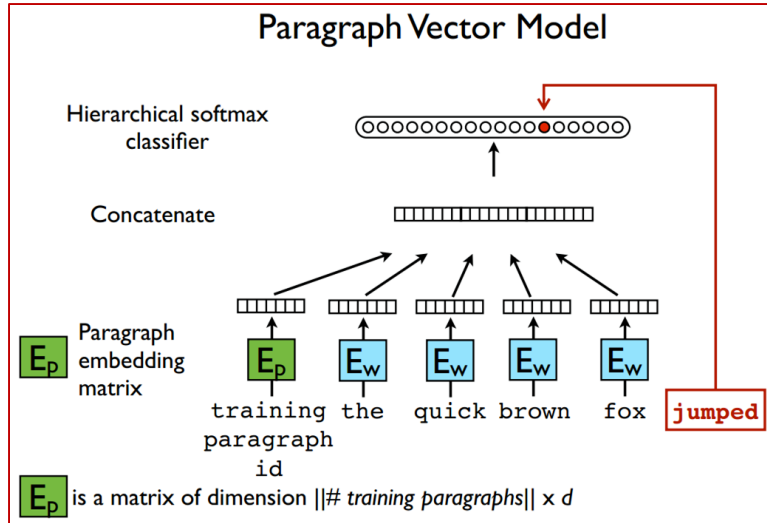 Paragraph Vector Model
Hierarchical softmax
classifier
Concatenate
Ep
Paragraph
embedding
matrix
Ep Ew Ew Ew Ew
training the quick brown fox jumped
paragraph
id
Ep is a matrix of dimension ||# training paragraphs|| x d